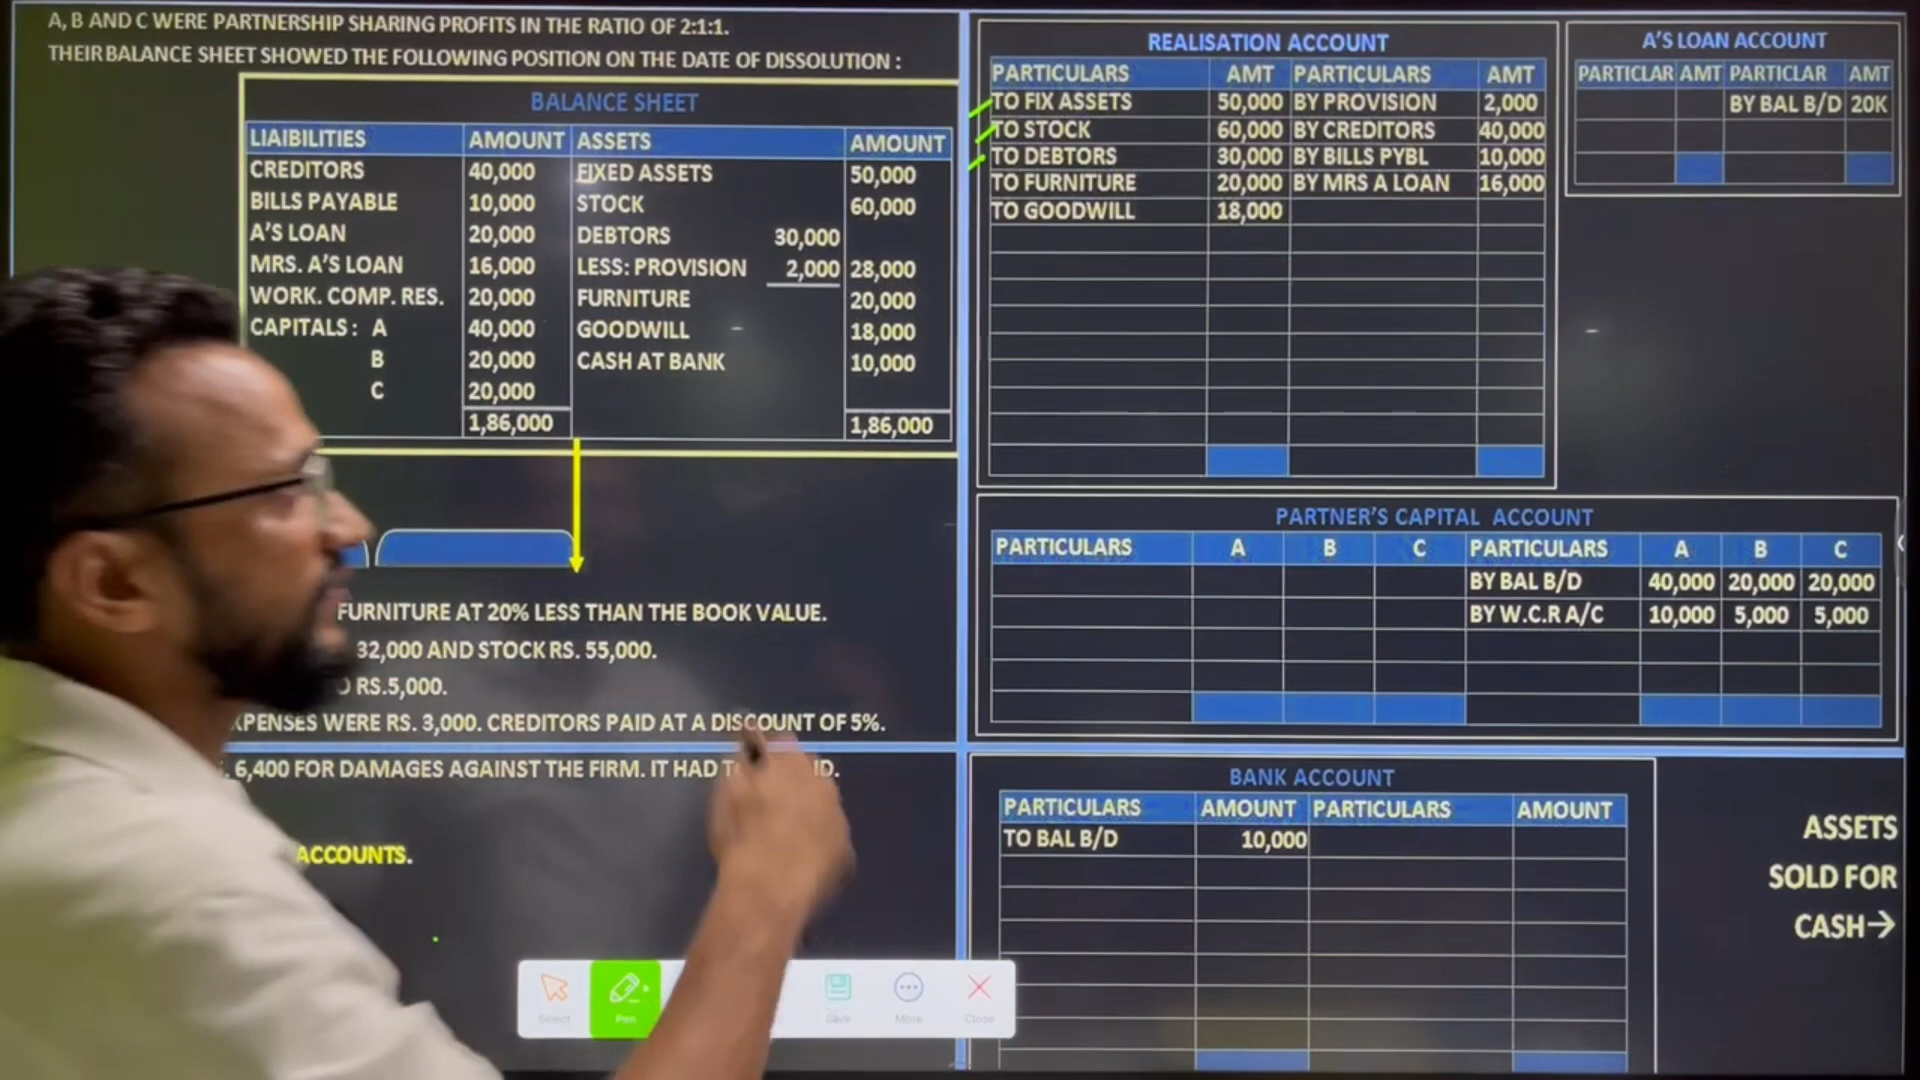 A, B AND C WERE PARTNERSHIP SHARING PROFITS IN THE RATIO OF 2:1:1.
THEIR BALANCE SHEET SHOWED THE FOLLOWING POSITION ON THE DATE OF DISSOLUTION :
BALANCE SHEET
LIAIBILITIES AMOUNT ASSETS AMOUNT
CREDITORS 40,000 FIXED ASSETS 50,000
BILLS PAYABLE 10,000 STOCK 60,000
A'S LOAN 20,000 DEBTORS 30,000
MRS. A'S LOAN 16,000 LESS: PROVISION 2,000 28,000
WORK. COMP. RES. 20,000 FURNITURE 20,000
CAPITALS : A 40,000 GOODWILL 18,000
B 20,000 CASH AT BANK 10,000
C 20,000
1,86,000 1,86,000
FURNITURE AT 20% LESS THAN THE BOOK VALUE.
32,000 AND STOCK RS. 55,000.
RS.5,000.
WERE RS. 3,000. CREDITORS PAID AT A DISCOUNT OF 5%.
6,400 FOR DAMAGES AGAINST THE FIRM. IT HAD
ACCOUNTS.
Select Pen Save More Close
REALISATION ACCOUNT
PARTICULARS AMT PARTICULARS AMT
TO FIX ASSETS 50,000 BY PROVISION 2,000
TO STOCK 60,000 BY CREDITORS 40,000
TO DEBTORS 30,000 BY BILLS PYBL 10,000
TO FURNITURE 20,000 BY MRS A LOAN 16,000
TO GOODWILL 18,000
A'S LOAN ACCOUNT
PARTICLAR AMT PARTICLAR AMT
BY BAL B/D 20K
PARTNER'S CAPITAL ACCOUNT
PARTICULARS A B C PARTICULARS A B C
BY BAL B/D 40,000 20,000 20,000
BY W.C.R A/C 10,000 5,000 5,000
BANK ACCOUNT
PARTICULARS AMOUNT PARTICULARS AMOUNT
TO BAL B/D 10,000
ASSETS
SOLD FOR
CASH→